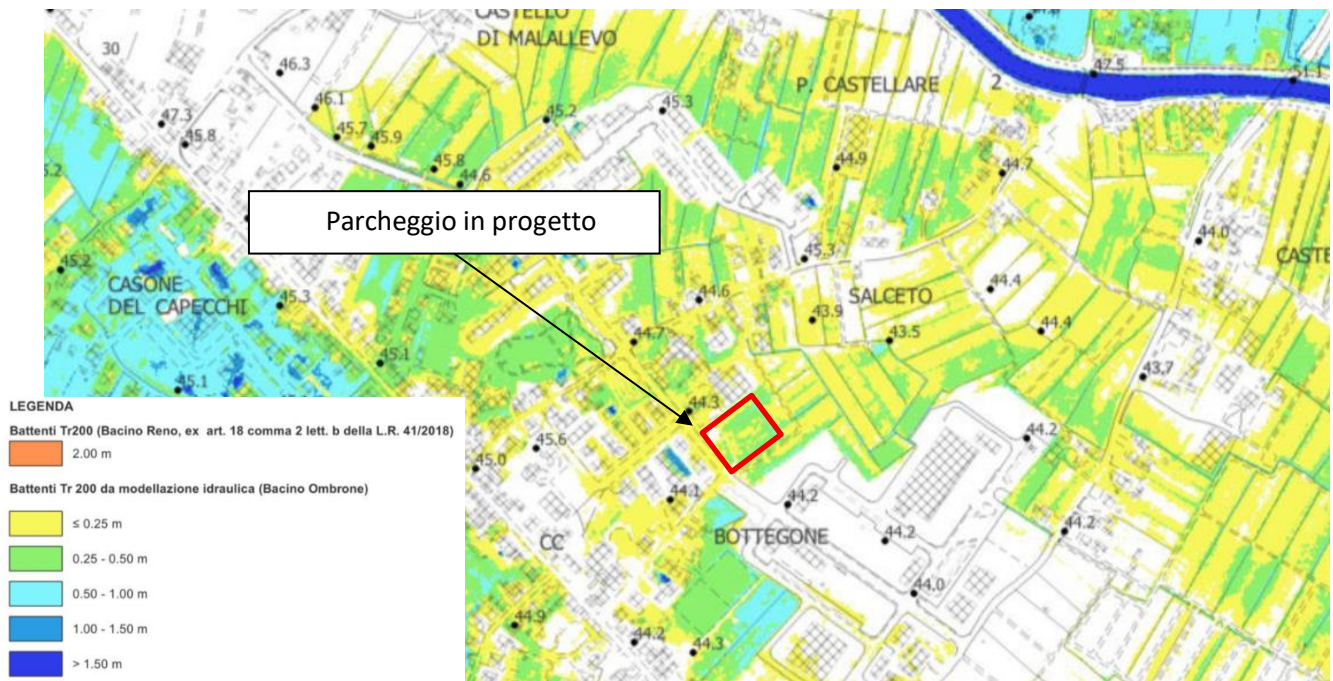 CASTELLO
DI MALALLEVO
30
46.3
47.5
51.1
P. CASTELLARE 2
46.1
45.2
45.3
47.3
45.7
45.9
45.8
45.8
44.6
44.9
44.7
45.2
Parcheggio in progetto
44.0
45.2
45.3
CASTE
CASONE
DEL CAPECCHI
45.3
44.6
SALCETO
44.4
43.9
44.4
44.7
43.5
45.1
43.7
45.1
LEGENDA
Battenti Tr200 (Bacino Reno, ex art. 18 comma 2 lett. b della L.R. 41/2018)
2.00 m
Battenti Tr 200 da modellazione idraulica (Bacino Ombrone)
≤ 0.25 m
0.25 - 0.50 m
0.50 - 1.00 m
1.00 - 1.50 m
> 1.50 m
44.3
45.6
44.2
45.0
44.1
44.2
BOTTEGONE
44.2
44.2
CC
44.0
44.9
44.2
44.3